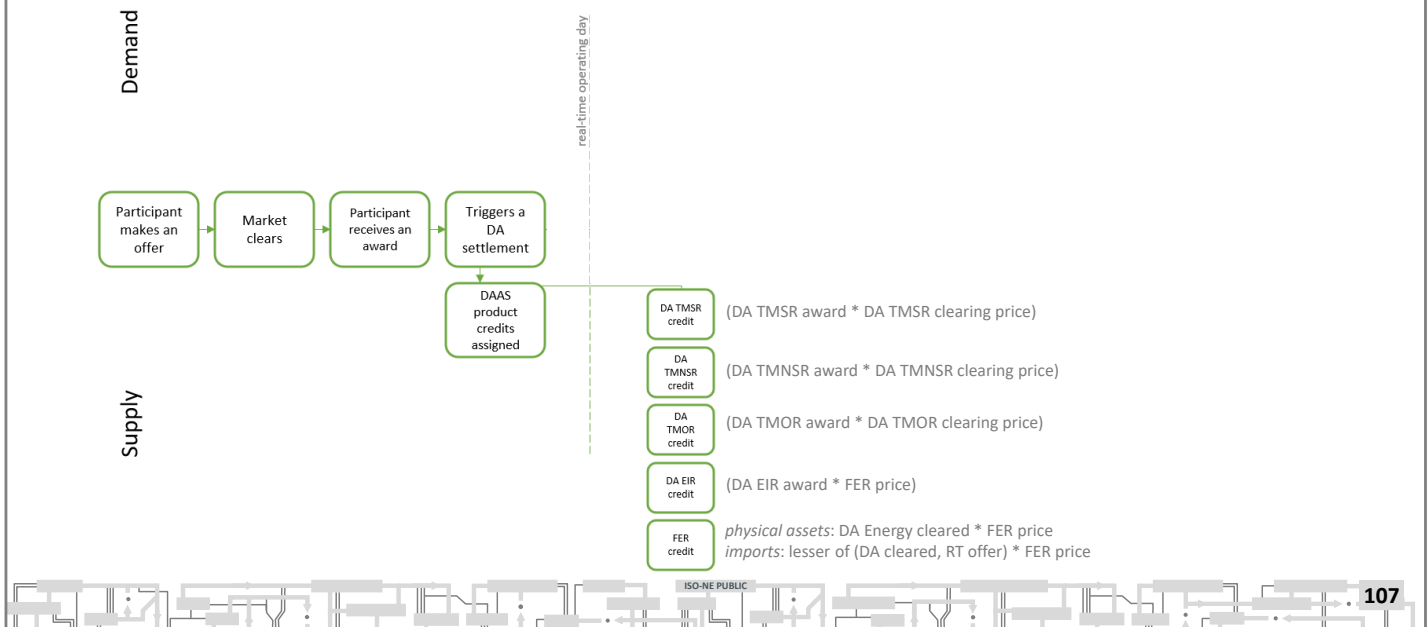 Demand
real-time operating day
Participant
makes an
offer
Market
clears
Participant
receives an
award
Triggers a
DA
settlement
DAAS
product
credits
assigned
Supply
DA TMSR
credit
(DA TMSR award * DA TMSR clearing price)
DA
TMNSR
credit
(DA TMNSR award * DA TMNSR clearing price)
DA
TMOR
credit
(DA TMOR award * DA TMOR clearing price)
DA EIR
credit
(DA EIR award * FER price)
FER
credit
physical assets: DA Energy cleared * FER price
imports: lesser of (DA cleared, RT offer) * FER price
ISO-NE PUBLIC
107